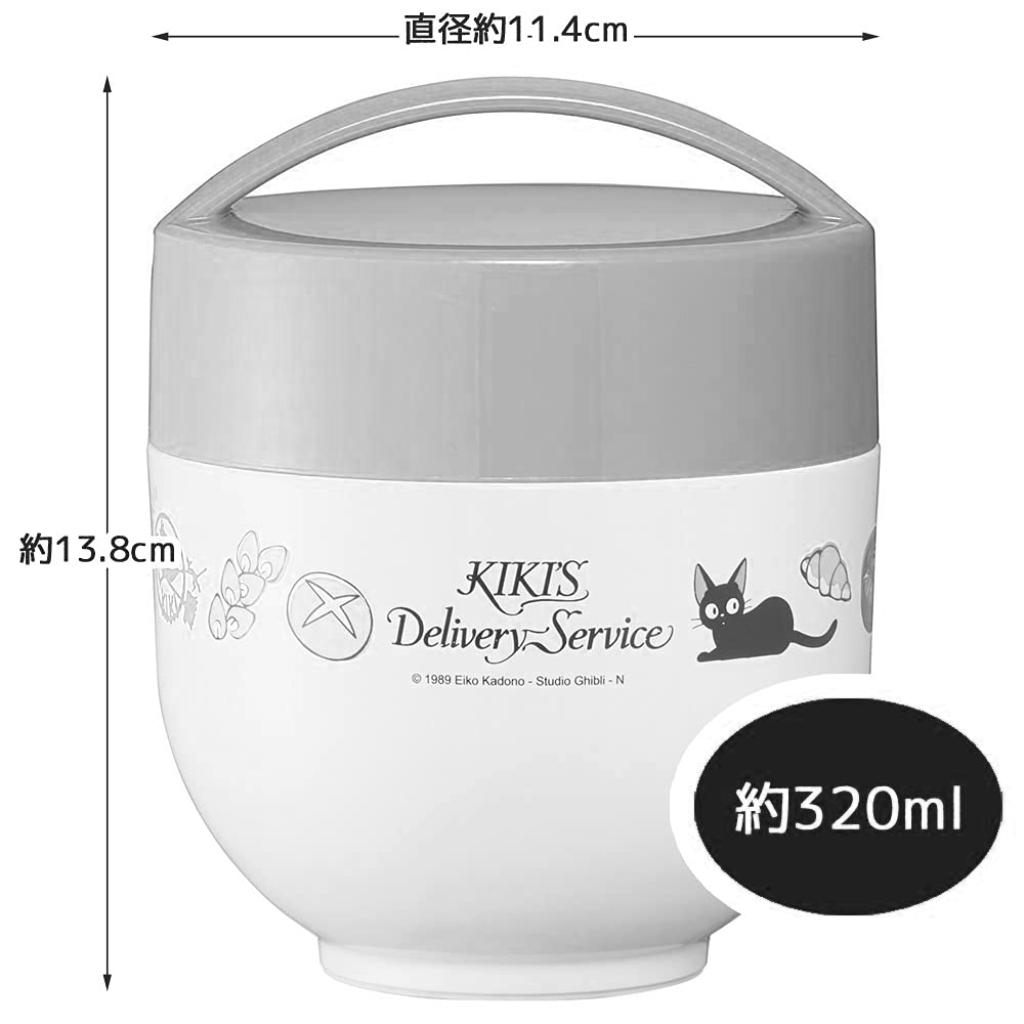 直径約11.4cm
約13.8cm
KIKI'S
Delivery Service
© 1989 Eiko Kadono - Studio Ghibli - N
約320ml